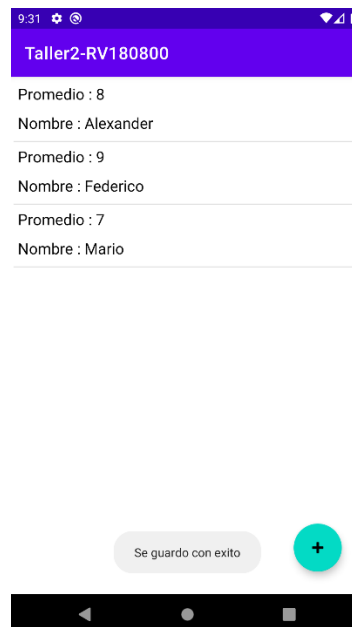 9:31
Taller2-RV180800
Promedio : 8
Nombre : Alexander
Promedio : 9
Nombre : Federico
Promedio : 7
Nombre : Mario
Se guardo con exito
+